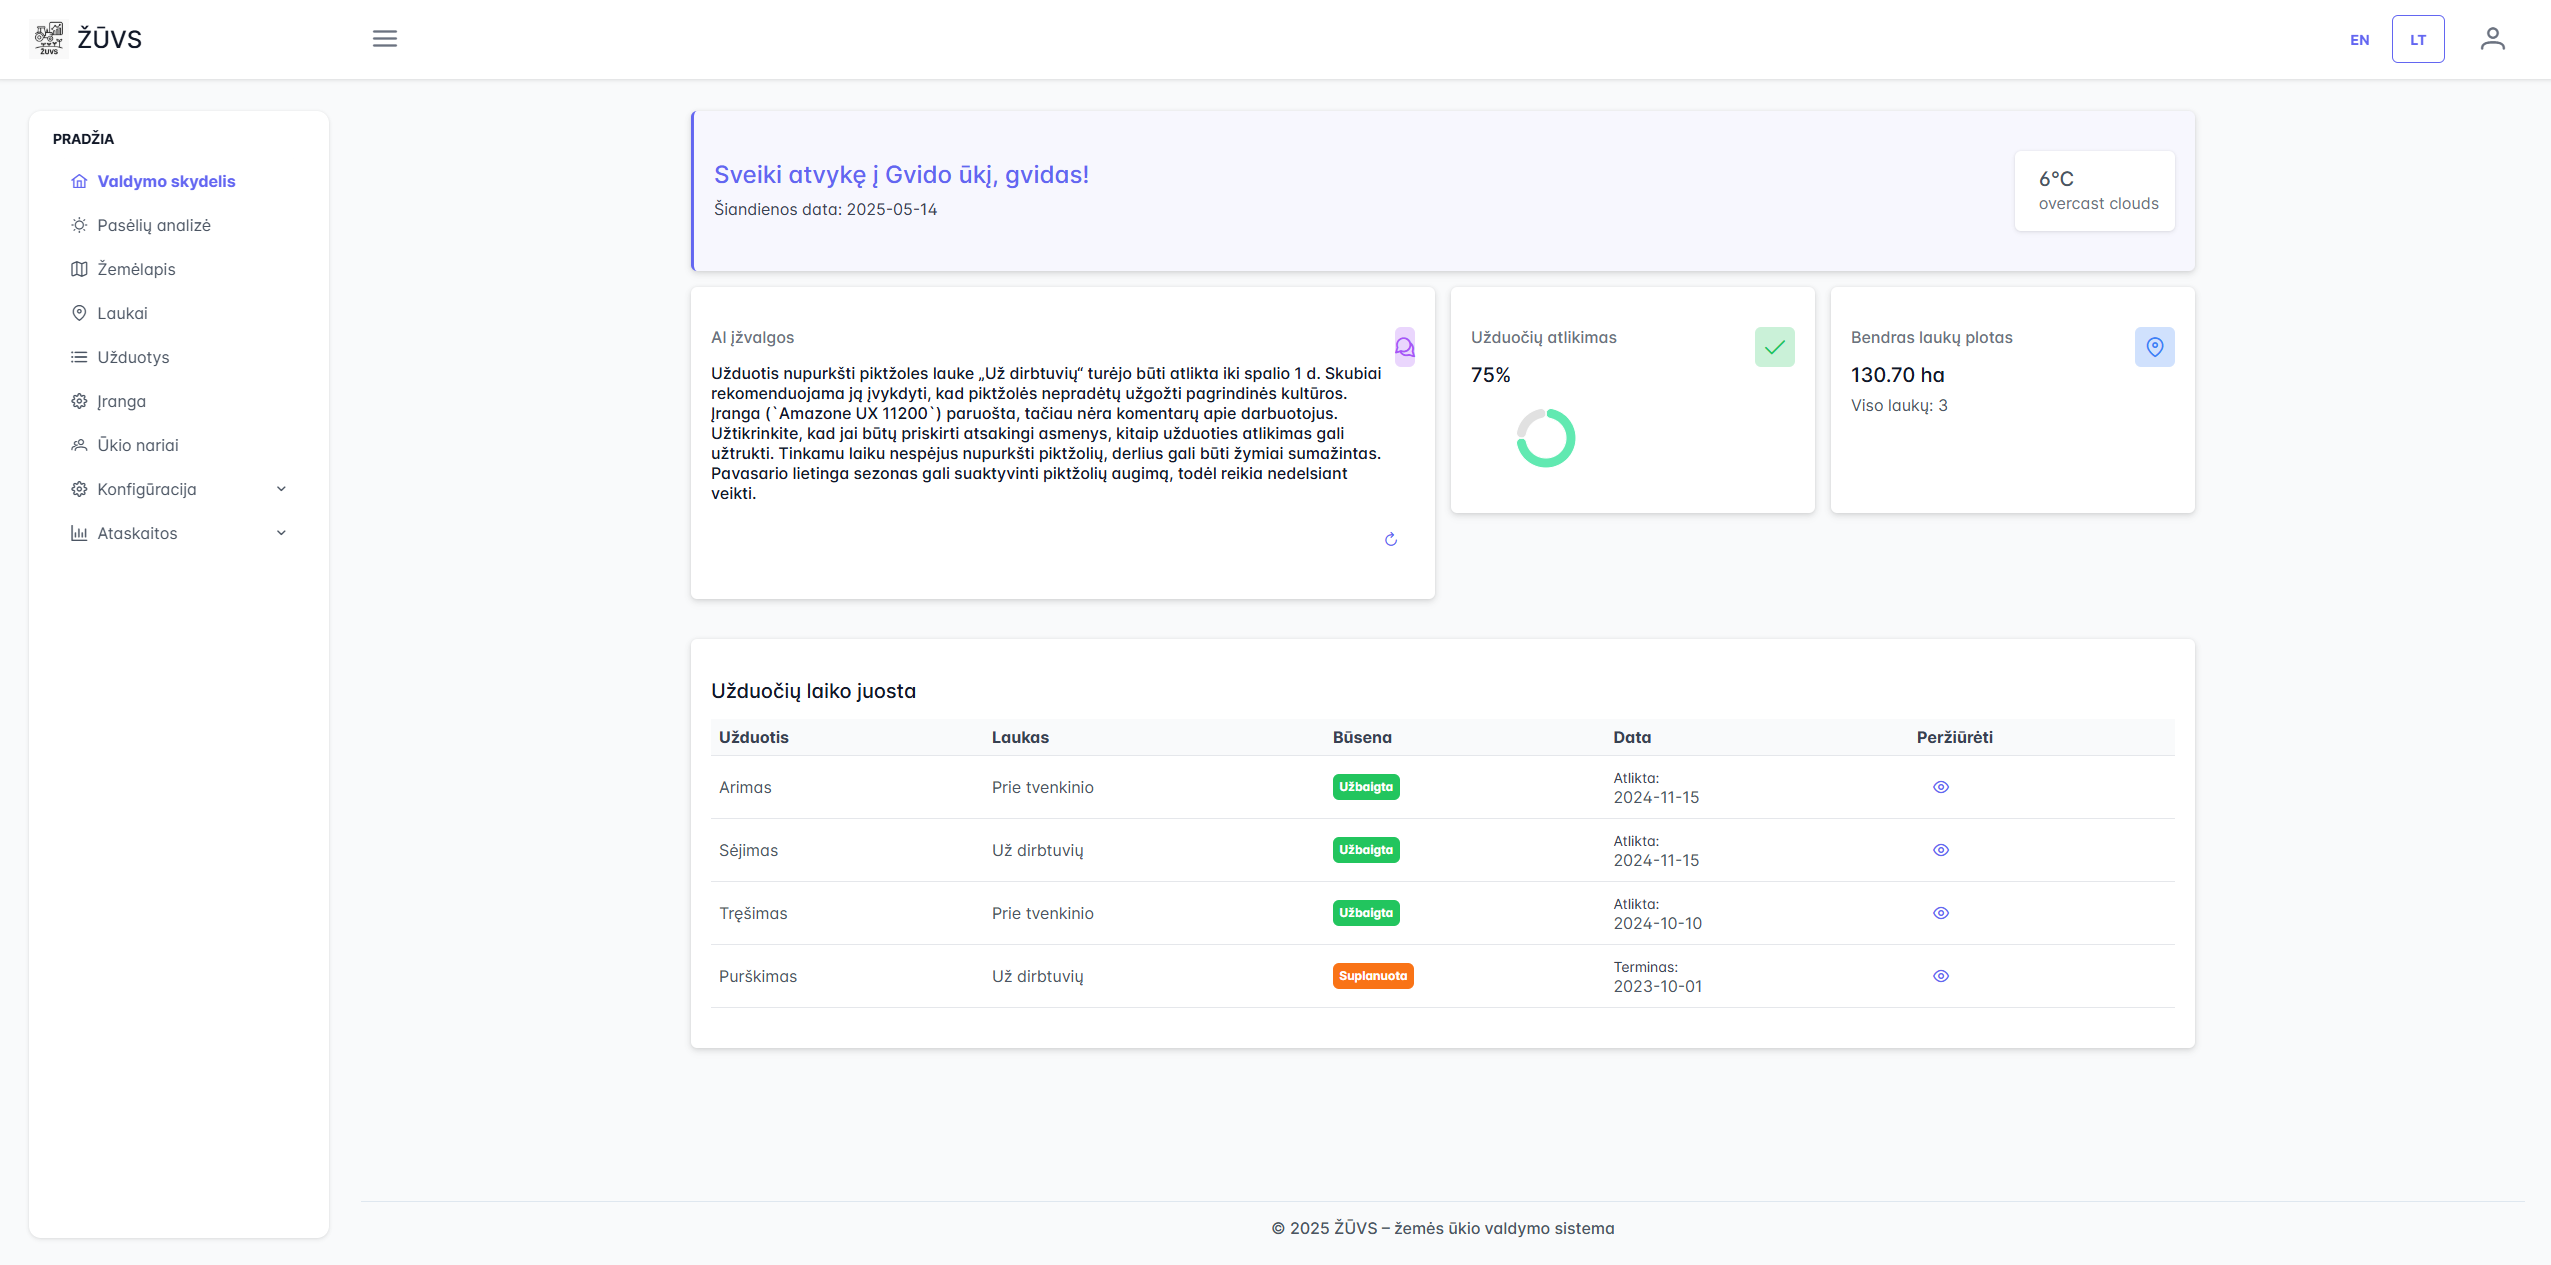 ŽŪVS
ŽŪVS
EN
LT
PRADŽIA
Valdymo skydelis
Pasėlių analizė
Žemėlapis
Laukai
Užduotys
Įranga
Ūkio nariai
Konfigūracija
Ataskaitos
Sveiki atvykę į Gvido ūkį, gvidas!
Šiandienos data: 2025-05-14
6°C
overcast clouds
AI įžvalgos
Užduotis nupurkšti piktžoles lauke „Už dirbtuvių“ turėjo būti atlikta iki spalio 1 d. Skubiai
rekomenduojama ją įvykdyti, kad piktžolės nepradėtų užgožti pagrindinės kultūros.
Įranga (`Amazone UX 11200`) paruošta, tačiau nėra komentarų apie darbuotojus.
Užtikrinkite, kad jai būtų priskirti atsakingi asmenys, kitaip užduoties atlikimas gali
užtrukti. Tinkamu laiku nespėjus nupurkšti piktžolių, derlius gali būti žymiai sumažintas.
Pavasario lietinga sezonas gali suaktyvinti piktžolių augimą, todėl reikia nedelsiant
veikti.
Užduočių atlikimas
75%
Bendras laukų plotas
130.70 ha
Viso laukų: 3
Užduočių laiko juosta
Užduotis Laukas Būsena Data Peržiūrėti
Arimas Prie tvenkinio Užbaigta Atlikta:
2024-11-15
Sėjimas Už dirbtuvių Užbaigta Atlikta:
2024-11-15
Tręšimas Prie tvenkinio Užbaigta Atlikta:
2024-10-10
Purškimas Už dirbtuvių Suplanuota Terminas:
2023-10-01
© 2025 ŽŪVS – žemės ūkio valdymo sistema